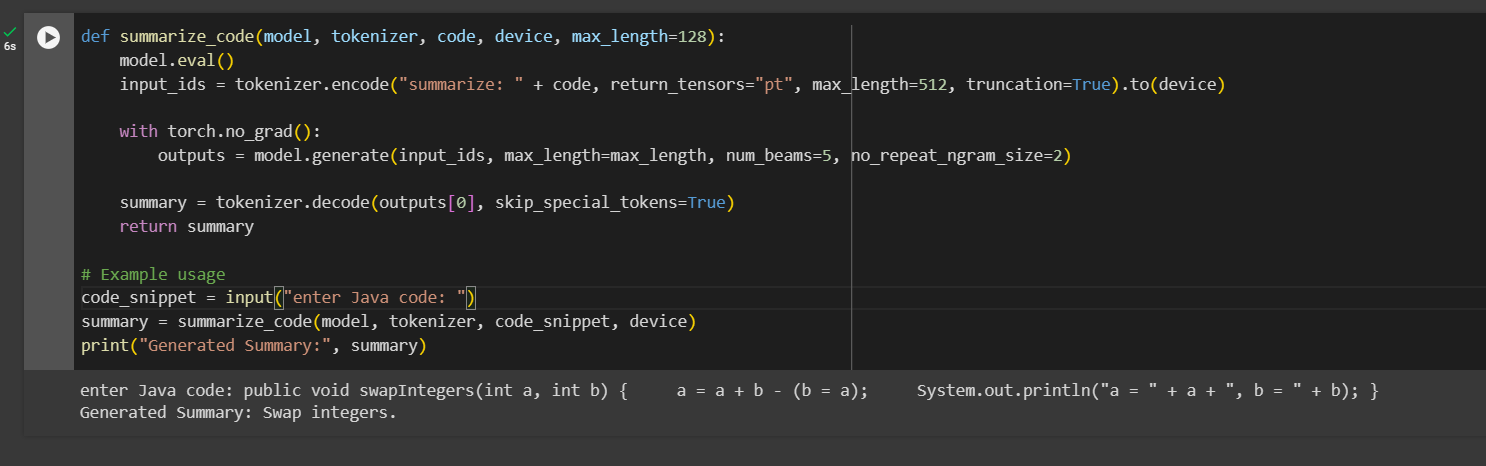 6s
def summarize_code(model, tokenizer, code, device, max_length=128):
    model.eval()
    input_ids = tokenizer.encode("summarize: " + code, return_tensors="pt", max_length=512, truncation=True).to(device)
    with torch.no_grad():
        outputs = model.generate(input_ids, max_length=max_length, num_beams=5, no_repeat_ngram_size=2)
    summary = tokenizer.decode(outputs[0], skip_special_tokens=True)
    return summary
# Example usage
code_snippet = input("enter Java code: ")
summary = summarize_code(model, tokenizer, code_snippet, device)
print("Generated Summary:", summary)
enter Java code: public void swapIntegers(int a, int b) {     a = a + b - (b = a);     System.out.println("a = " + a + ", b = " + b); }
Generated Summary: Swap integers.